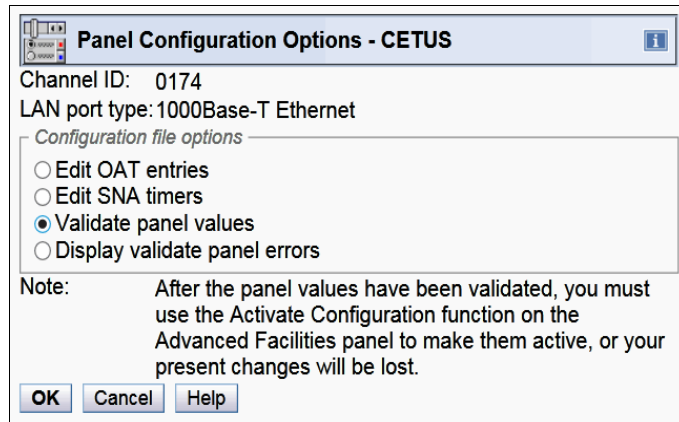 Panel Configuration Options - CETUS
i
Channel ID: 0174
LAN port type: 1000Base-T Ethernet
Configuration file options
Edit OAT entries
Edit SNA timers
Validate panel values
Display validate panel errors
Note: After the panel values have been validated, you must
use the Activate Configuration function on the
Advanced Facilities panel to make them active, or your
present changes will be lost.
OK Cancel Help